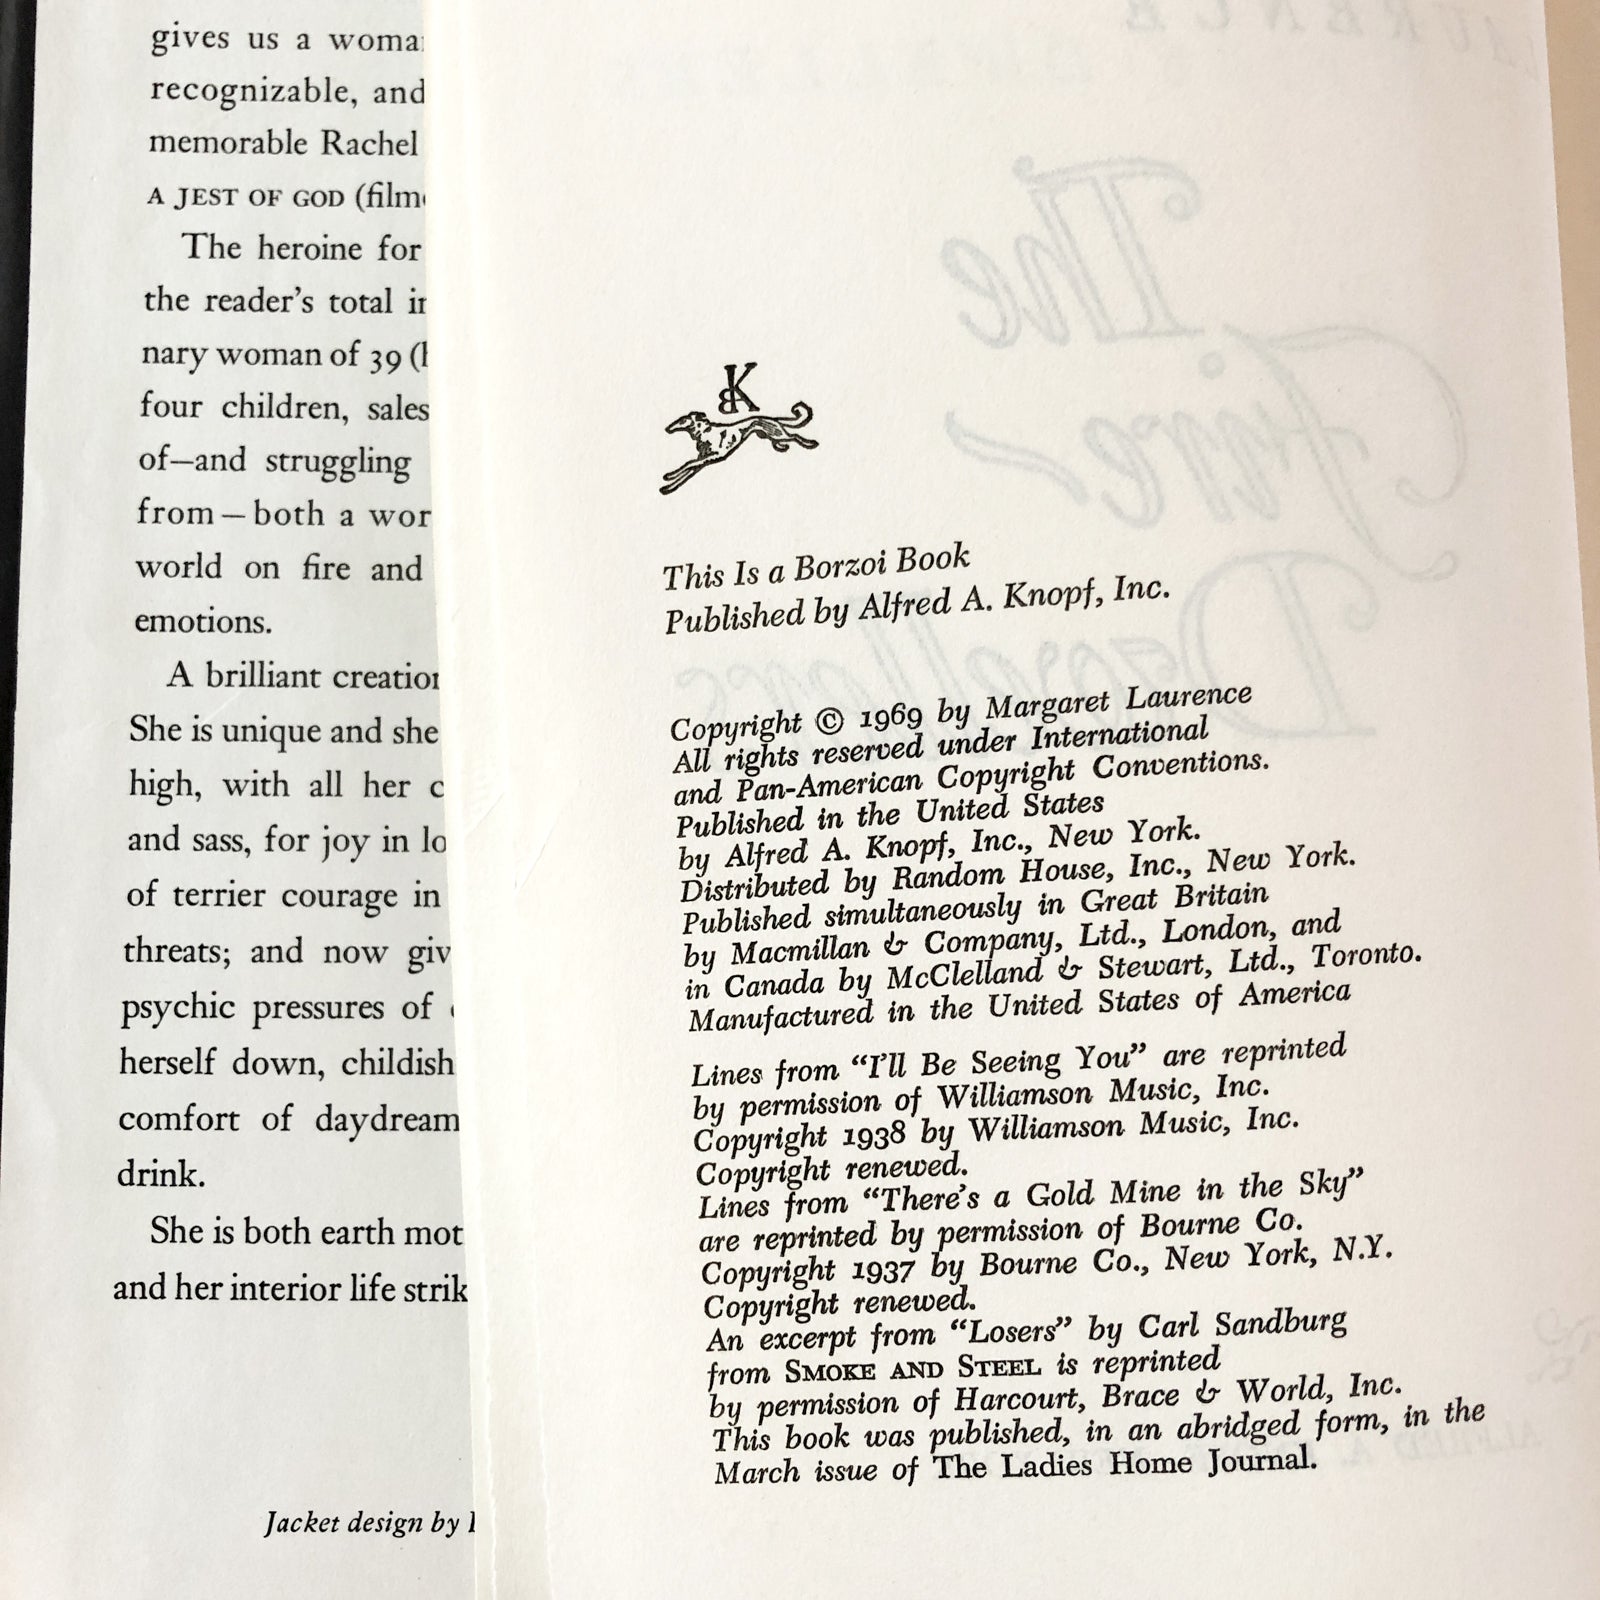 gives us a
recognizable, and
memorable Rachel
A JEST OF GOD
The heroine for
the reader's total
nary woman of 39
four children, sales
of—and struggling
from—both a
world on fire and
emotions.
A brilliant
She is unique and she
high, with all her
and sass, for joy in
of terrier courage in
threats; and now
psychic pressures of
herself down, childish
comfort of daydream
drink.
She is both earth
and her interior life
Jacket design by
LAURENCE
The
Fire-
Dwellers
BK
This Is a Borzoi Book
Published by Alfred A. Knopf, Inc.
Copyright © 1969 by Margaret Laurence
All rights reserved under International
and Pan-American Copyright Conventions.
Published in the United States
by Alfred A. Knopf, Inc., New York.
Distributed by Random House, Inc., New York.
Published simultaneously in Great Britain
by Macmillan & Company, Ltd., London, and
in Canada by McClelland & Stewart, Ltd., Toronto.
Manufactured in the United States of America
Lines from “I'll Be Seeing You” are reprinted
by permission of Williamson Music, Inc.
Copyright 1938 by Williamson Music, Inc.
Copyright renewed.
Lines from “There's a Gold Mine in the Sky”
are reprinted by permission of Bourne Co.
Copyright 1937 by Bourne Co., New York, N.Y.
Copyright renewed.
An excerpt from “Losers” by Carl Sandburg
from SMOKE AND STEEL is reprinted
by permission of Harcourt, Brace & World, Inc.
This book was published, in an abridged form, in the
March issue of The Ladies Home Journal.
ALFRED A.